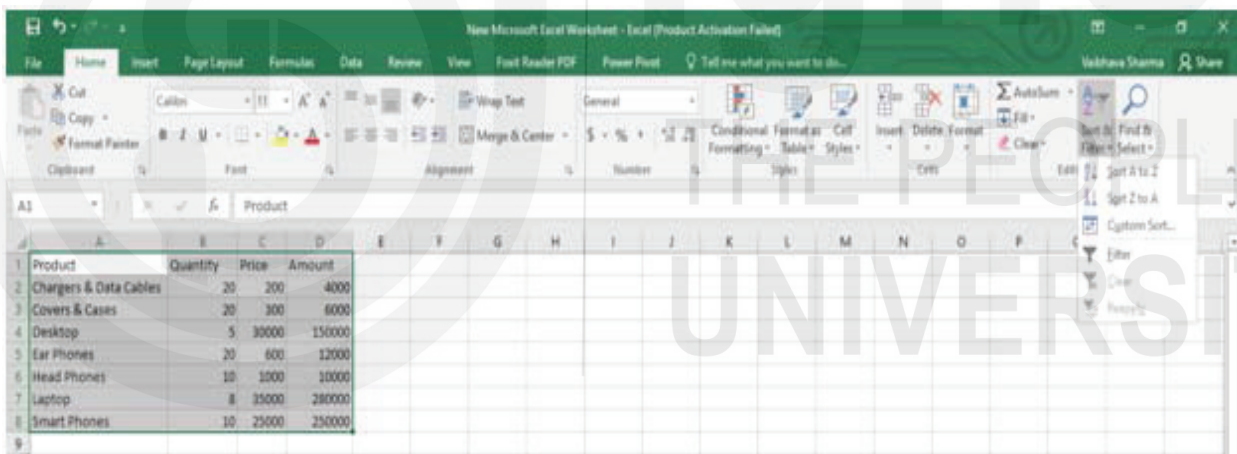 New Microsoft Excel Worksheet - Excel (Product Activation Failed)
File Home Insert Page Layout Formulas Data Review View Foxit Reader PDF Power Pivot Tell me what you want to do... Vaibhava Sharma Share
Cut
Copy
Format Painter
Paste
Clipboard
Calibri 11
B I U
Font
Wrap Text
Merge & Center
Alignment
General
$ % ,
Number
Conditional Formatting
Format as Table
Cell Styles
Styles
Insert Delete Format
Cells
AutoSum
Fill
Clear
Sort & Filter
Find & Select
Sort A to Z
Sort Z to A
Custom Sort...
Filter
Clear
Reapply
A1 fx Product
A B C D E F G H I J K L M N O P
1 Product Quantity Price Amount
2 Chargers & Data Cables 20 200 4000
3 Covers & Cases 20 300 6000
4 Desktop 5 30000 150000
5 Ear Phones 20 600 12000
6 Head Phones 10 1000 10000
7 Laptop 8 35000 280000
8 Smart Phones 10 25000 250000
9
THE PEOPL
UNIVERSI